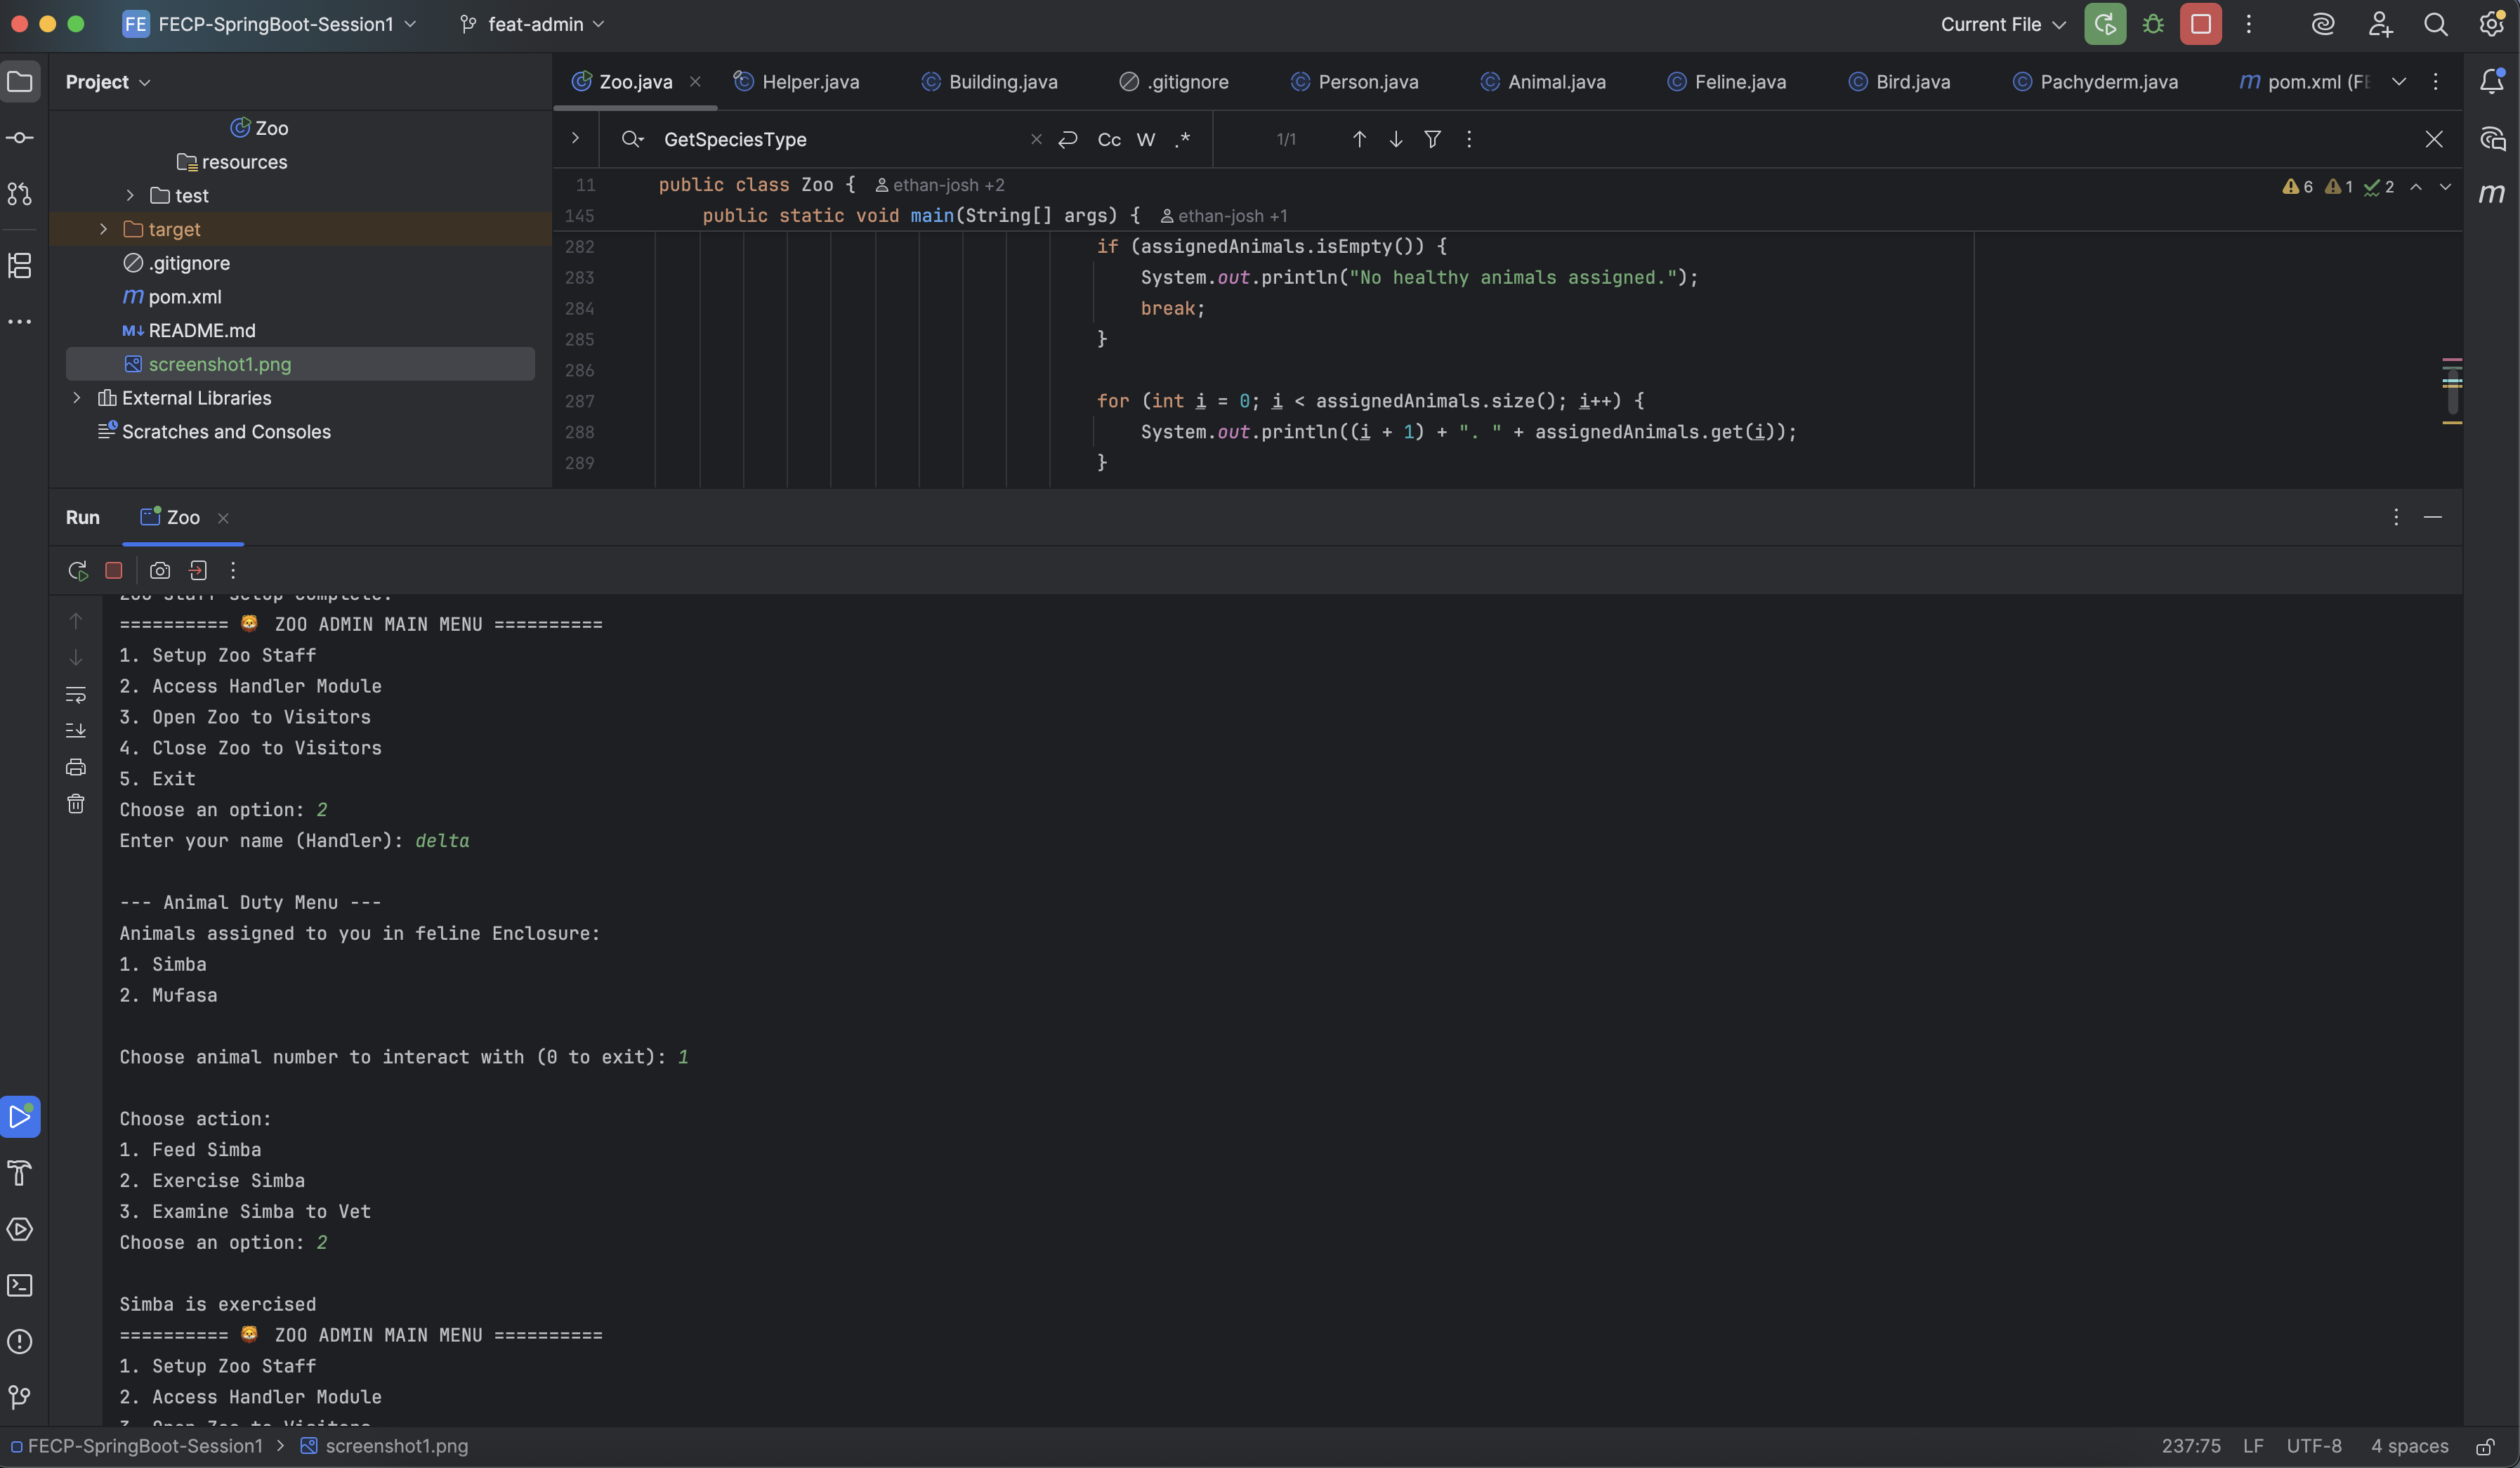 FE FECP-SpringBoot-Session1 feat-admin Current File
Project
Zoo.java Helper.java Building.java .gitignore Person.java Animal.java Feline.java Bird.java Pachyderm.java m pom.xml (FE
Zoo
resources
test
target
.gitignore
m pom.xml
M↓ README.md
screenshot1.png
External Libraries
Scratches and Consoles
GetSpeciesType Cc W .* 1/1
11 public class Zoo { ethan-josh +2
6 1 2
145 public static void main(String[] args) { ethan-josh +1
282 if (assignedAnimals.isEmpty()) {
283 System.out.println("No healthy animals assigned.");
284 break;
285 }
286
287 for (int i = 0; i < assignedAnimals.size(); i++) {
288 System.out.println((i + 1) + ". " + assignedAnimals.get(i));
289 }
Run Zoo
Zoo staff setup complete.
========== 🦁 ZOO ADMIN MAIN MENU ==========
1. Setup Zoo Staff
2. Access Handler Module
3. Open Zoo to Visitors
4. Close Zoo to Visitors
5. Exit
Choose an option: 2
Enter your name (Handler): delta
--- Animal Duty Menu ---
Animals assigned to you in feline Enclosure:
1. Simba
2. Mufasa
Choose animal number to interact with (0 to exit): 1
Choose action:
1. Feed Simba
2. Exercise Simba
3. Examine Simba to Vet
Choose an option: 2
Simba is exercised
========== 🦁 ZOO ADMIN MAIN MENU ==========
1. Setup Zoo Staff
2. Access Handler Module
3. Open Zoo to Visitors
FECP-SpringBoot-Session1 > screenshot1.png 237:75 LF UTF-8 4 spaces